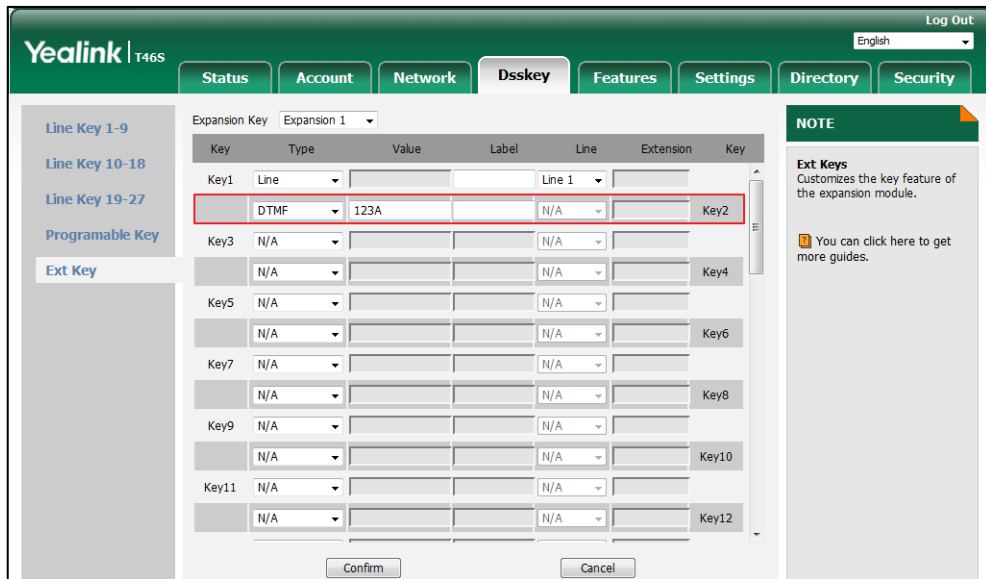 Log Out
Yealink | T46S
English
Status Account Network Dsskey Features Settings Directory Security
Line Key 1-9
Line Key 10-18
Line Key 19-27
Programable Key
Ext Key
Expansion Key Expansion 1
Key Type Value Label Line Extension Key
Key1 Line Line 1
DTMF 123A N/A Key2
Key3 N/A N/A
N/A N/A Key4
Key5 N/A N/A
N/A N/A Key6
Key7 N/A N/A
N/A N/A Key8
Key9 N/A N/A
N/A N/A Key10
Key11 N/A N/A
N/A N/A Key12
Confirm Cancel
NOTE
Ext Keys
Customizes the key feature of
the expansion module.
? You can click here to get
more guides.